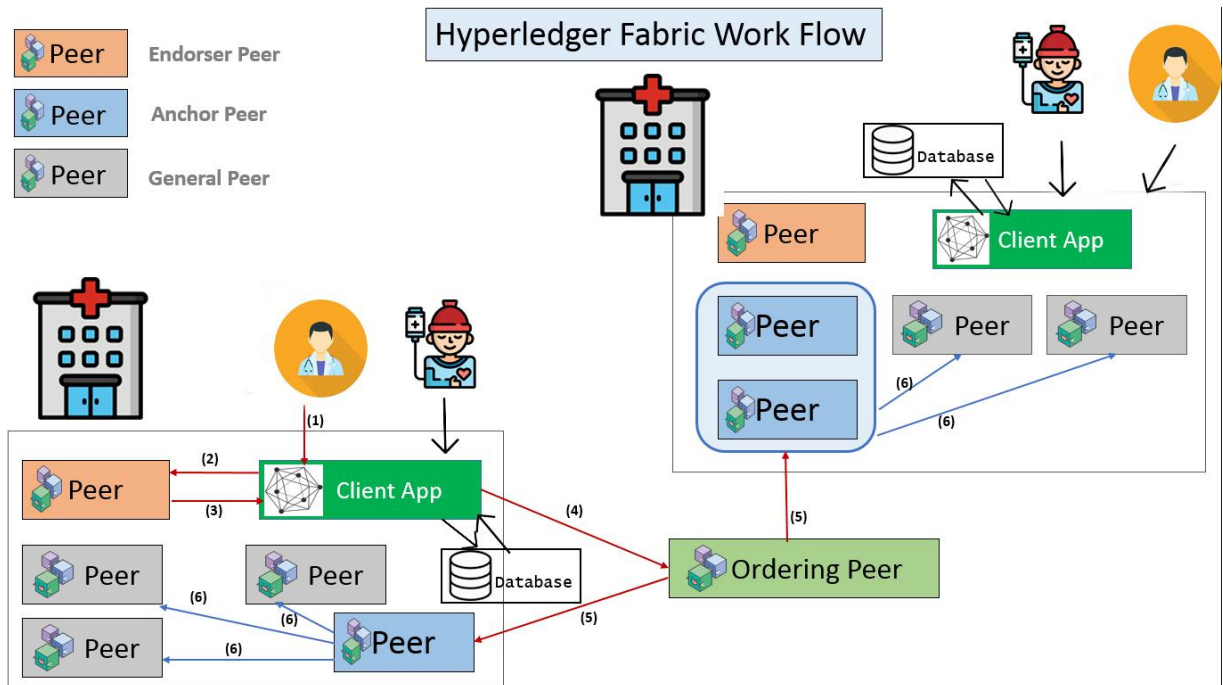 Hyperledger Fabric Work Flow
Peer
Endorser Peer
Peer
Anchor Peer
Peer
General Peer
Database
Peer
Client App
Peer
Peer
Peer
Peer
(6)
(6)
(1)
Peer
(2)
(3)
Client App
(4)
(5)
Database
Ordering Peer
Peer
Peer
(6)
(6)
Peer
(5)
Peer
(6)